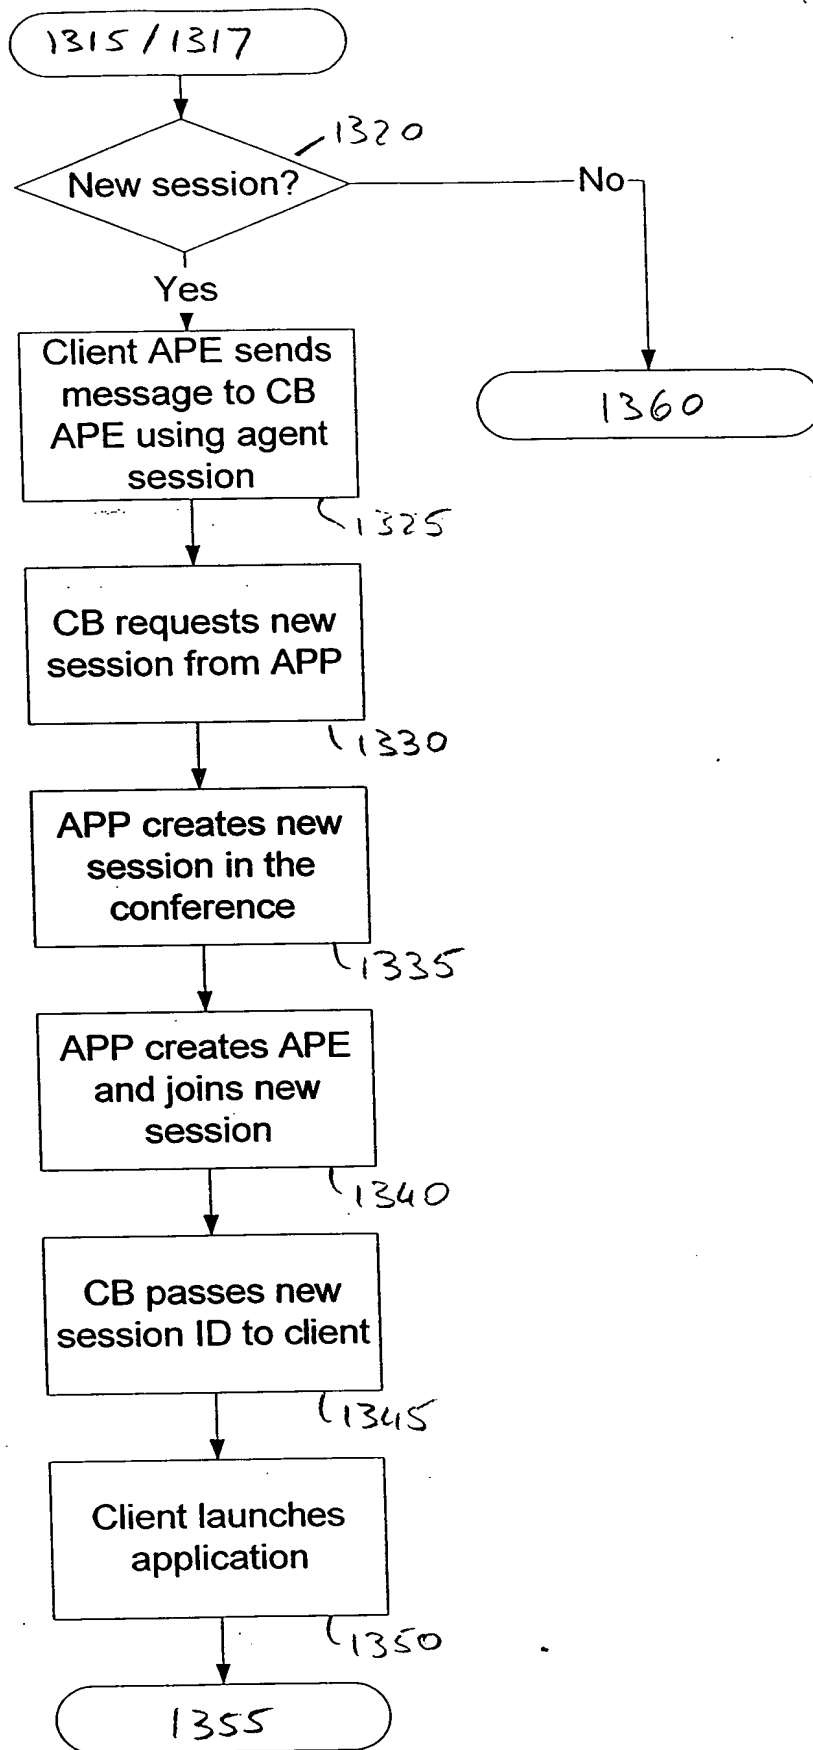 1315 / 1317
1320
New session?
No
Yes
Client APE sends
message to CB
APE using agent
session
1360
1325
CB requests new
session from APP
1330
APP creates new
session in the
conference
1335
APP creates APE
and joins new
session
1340
CB passes new
session ID to client
1345
Client launches
application
1350
1355